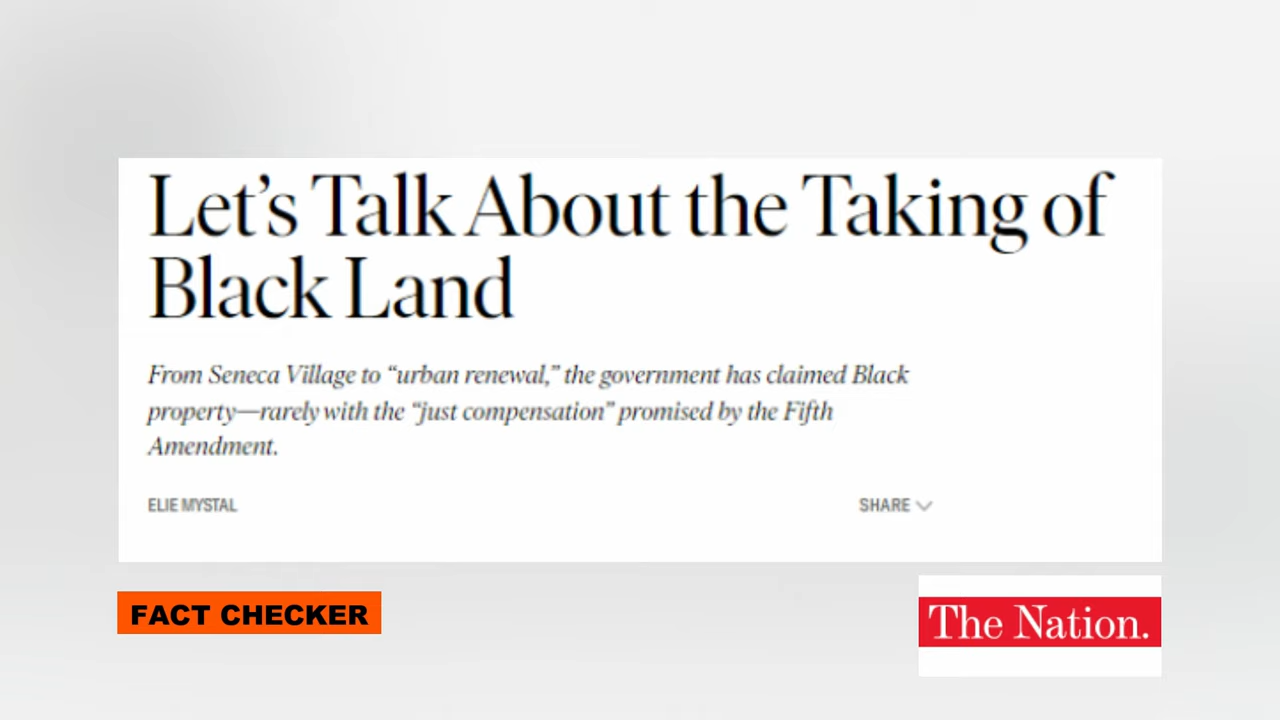 Let’s Talk About the Taking of
Black Land
From Seneca Village to “urban renewal,” the government has claimed Black
property—rarely with the “just compensation” promised by the Fifth
Amendment.
ELIE MYSTAL
SHARE
FACT CHECKER
The Nation.